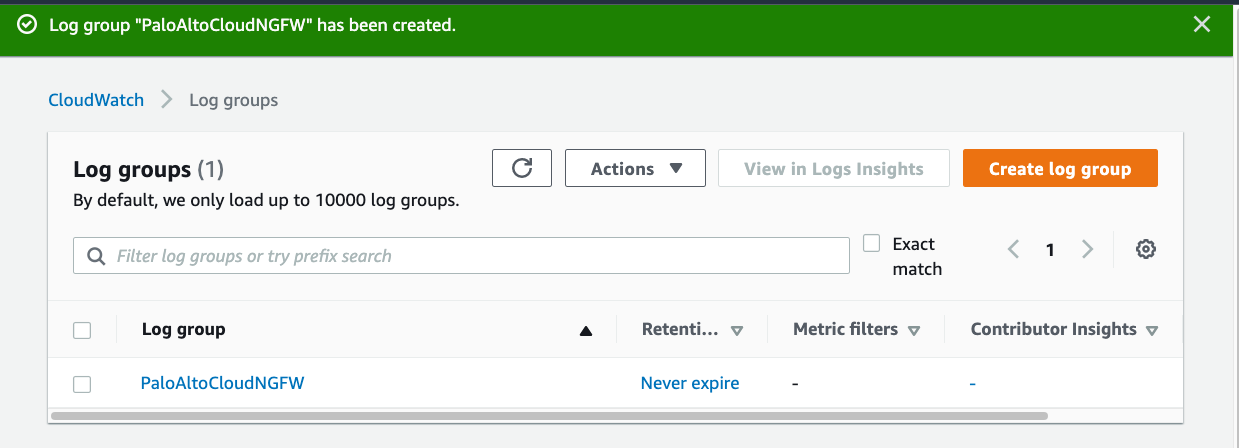 Log group "PaloAltoCloudNGFW" has been created.
CloudWatch > Log groups
Log groups (1)
Actions
View in Logs Insights
Create log group
By default, we only load up to 10000 log groups.
Filter log groups or try prefix search
Exact
match
1
Log group
Retenti...
Metric filters
Contributor Insights
PaloAltoCloudNGFW
Never expire
-
-